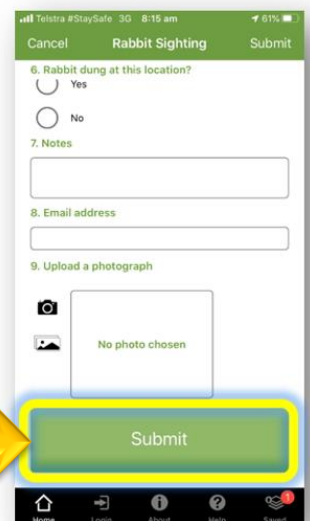 Telstra #StaySafe 3G 8:15 am 61%
Cancel Rabbit Sighting Submit
6. Rabbit dung at this location?
Yes
No
7. Notes
8. Email address
9. Upload a photograph
No photo chosen
Submit
1
Home Login About Help Saved